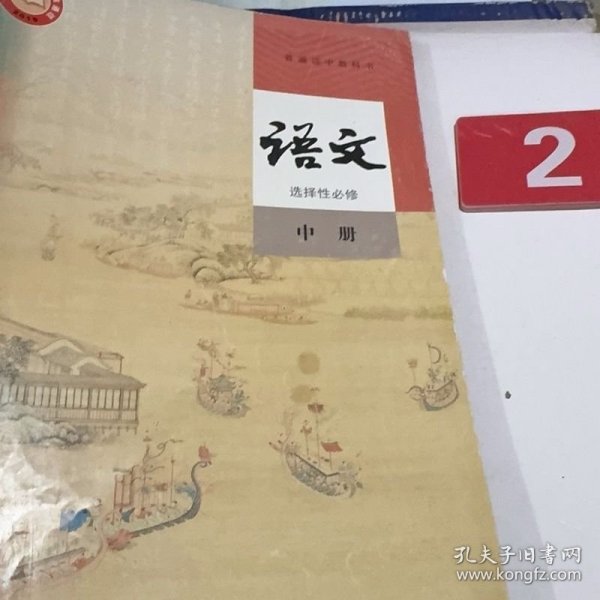 普通高中教科书
语文
选择性必修
中册
2
孔夫子旧书网
www.kongfz.com